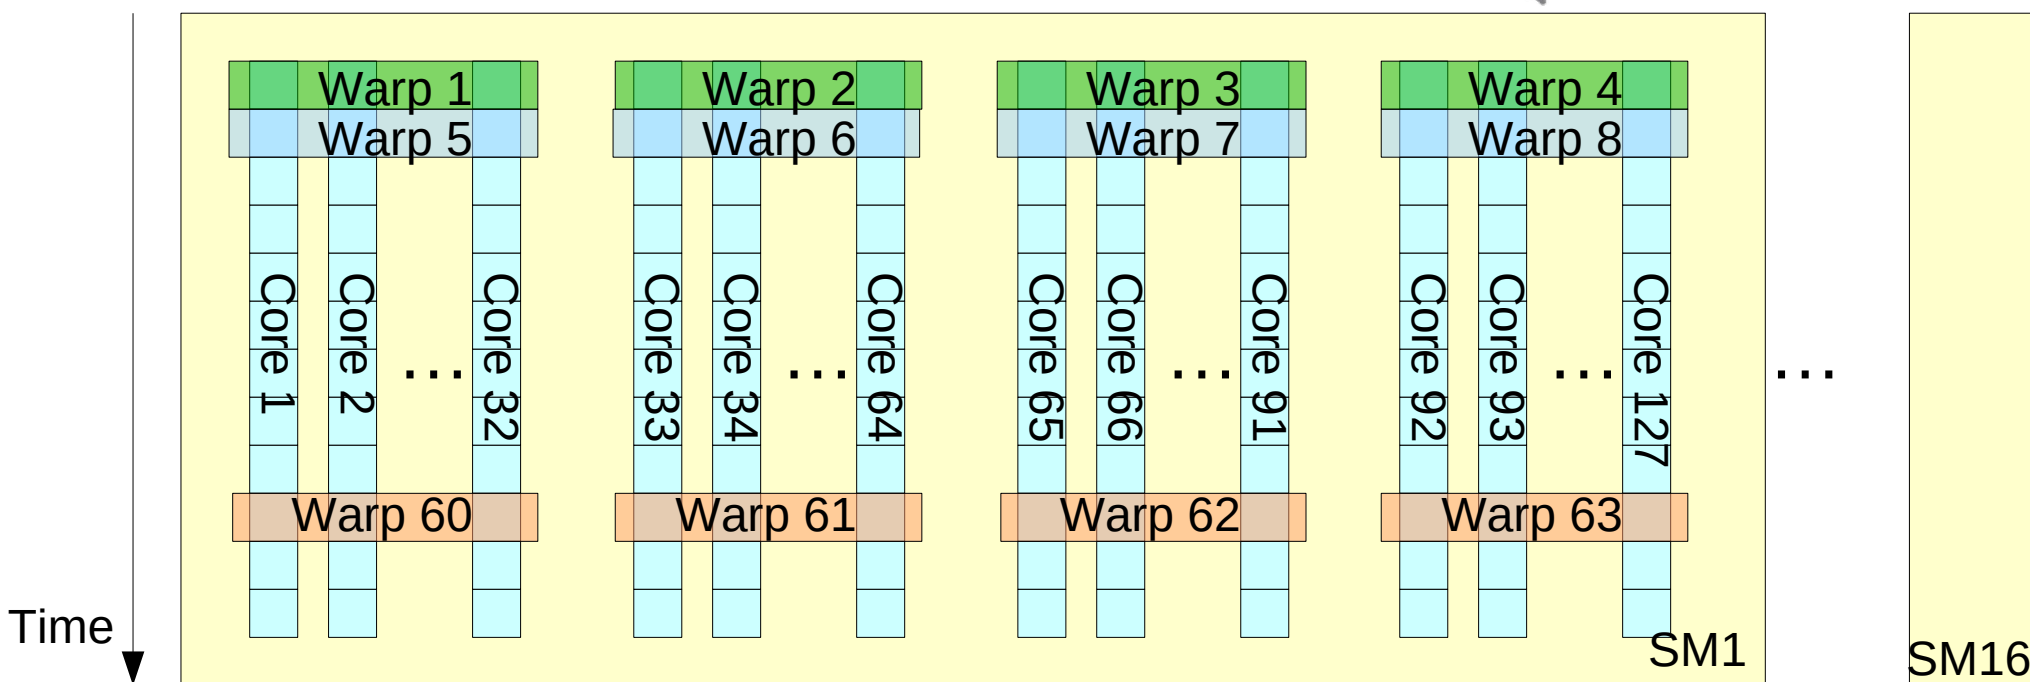 Warp 1 Warp 2 Warp 3 Warp 4
Warp 5 Warp 6 Warp 7 Warp 8
Core 1
Core 2
...
Core 32
Core 33
Core 34
...
Core 64
Core 65
Core 66
...
Core 91
Core 92
Core 93
...
Core 127
...
Warp 60 Warp 61 Warp 62 Warp 63
Time
SM1
SM16